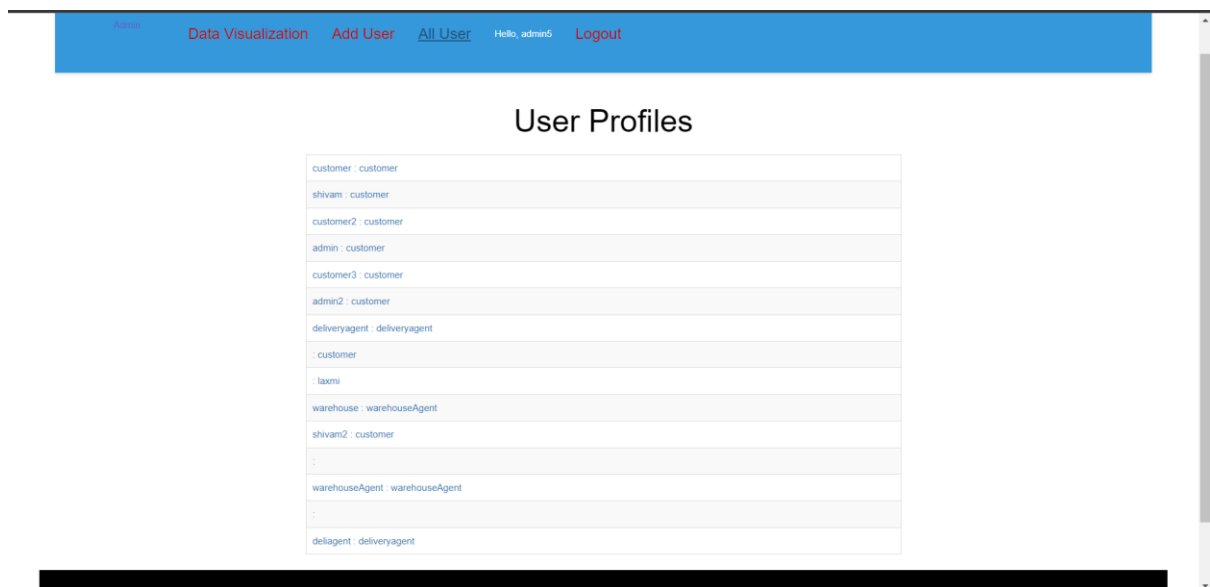 Admin
Data Visualization Add User All User Hello, admin5 Logout
User Profiles
customer : customer
shivam : customer
customer2 : customer
admin : customer
customer3 : customer
admin2 : customer
deliveryagent : deliveryagent
: customer
: laxmi
warehouse : warehouseAgent
shivam2 : customer
:
warehouseAgent : warehouseAgent
:
deliagent : deliveryagent